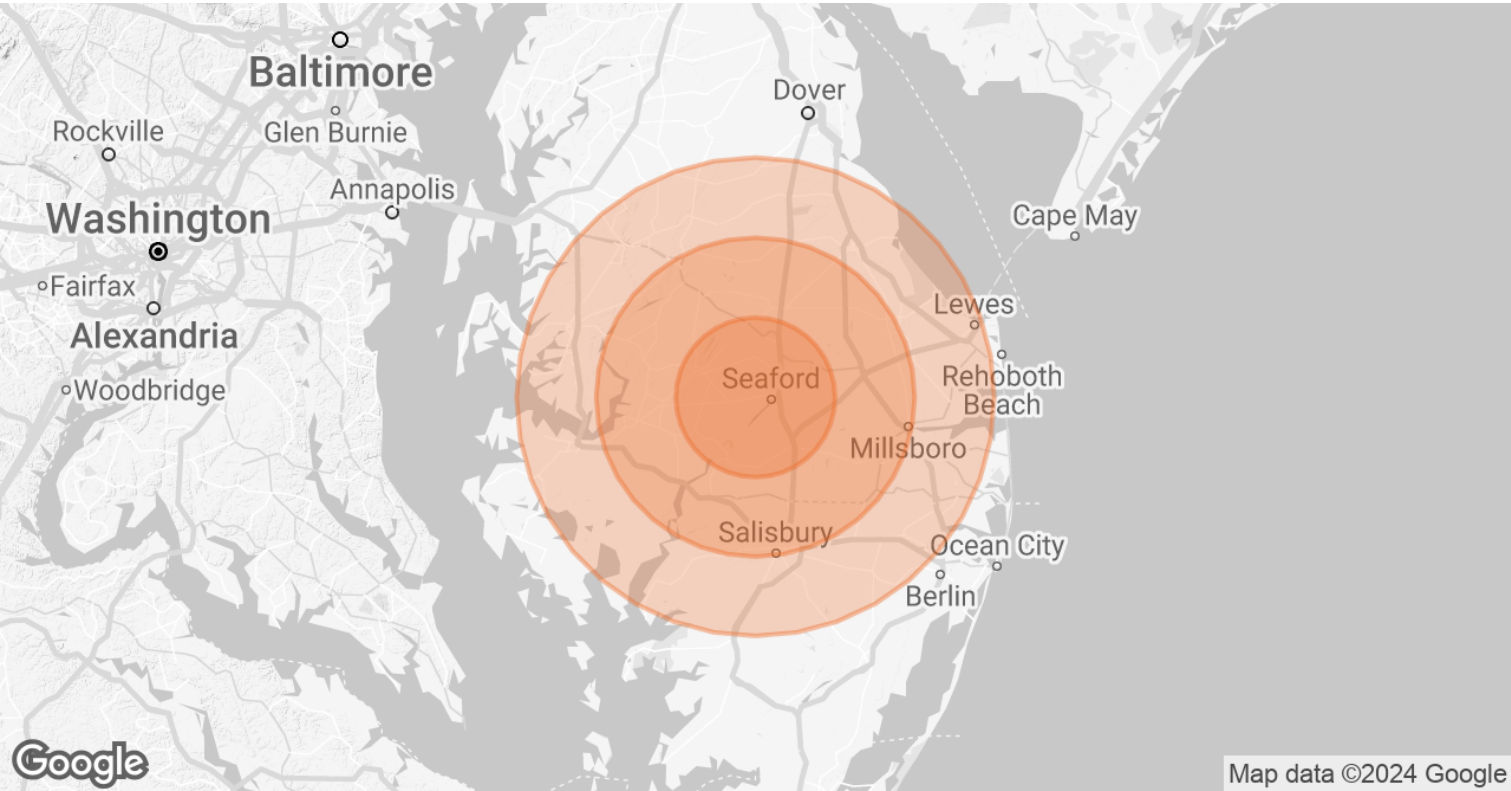 Baltimore
Dover
Rockville
Glen Burnie
Annapolis
Washington
Cape May
Fairfax
Lewes
Alexandria
Seaford
Rehoboth
Beach
Woodbridge
Millsboro
Salisbury
Ocean City
Berlin
Google
Map data ©2024 Google